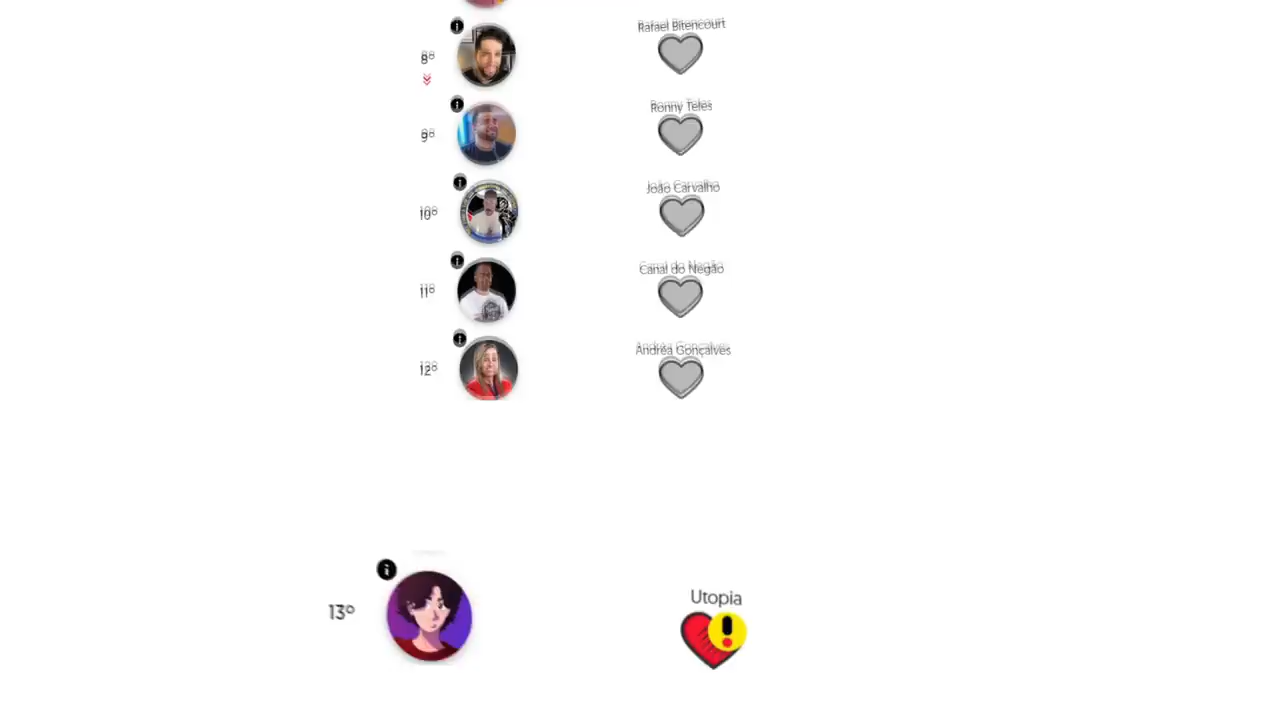 Rafael Bitencourt
8º
Ronny Teles
9º
João Carvalho
10º
Canal do Negão
11º
Andréa Gonçalves
12º
Utopia
13º